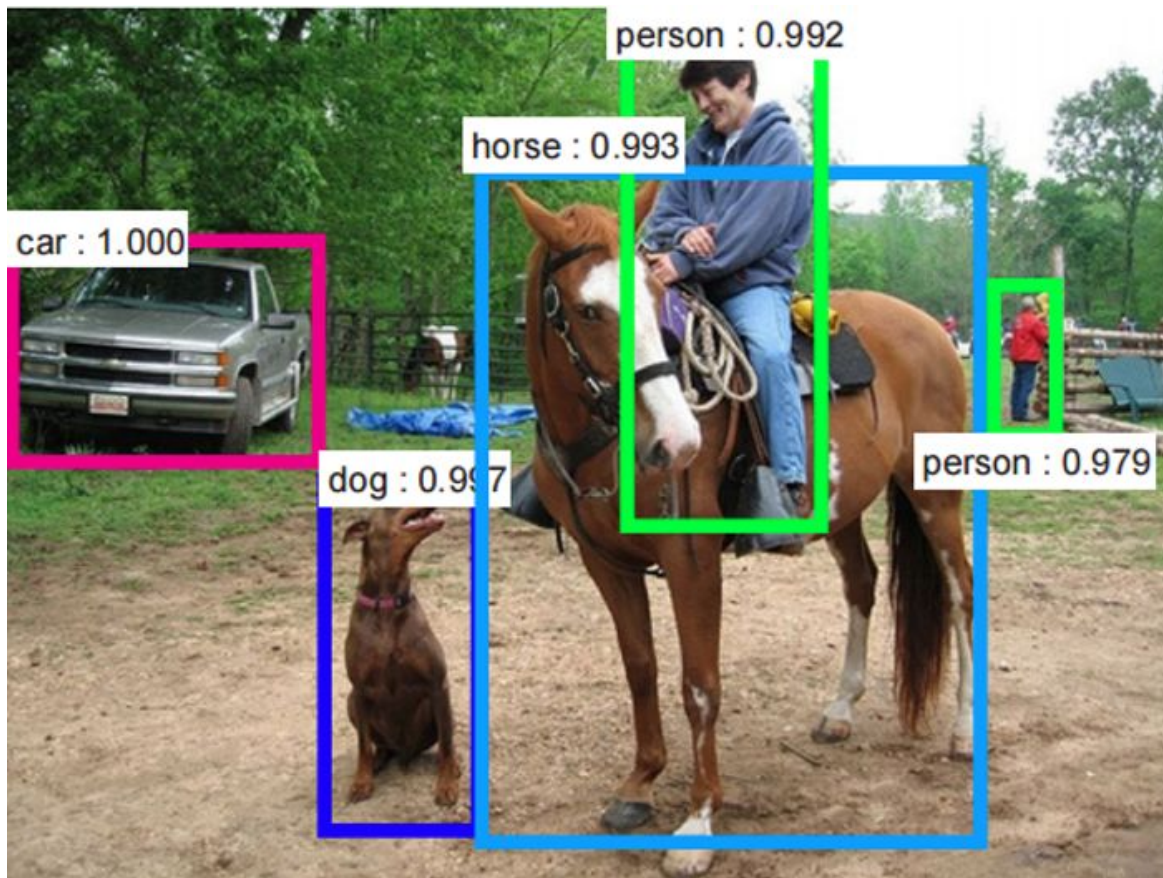 person : 0.992
horse : 0.993
car : 1.000
dog : 0.997
person : 0.979